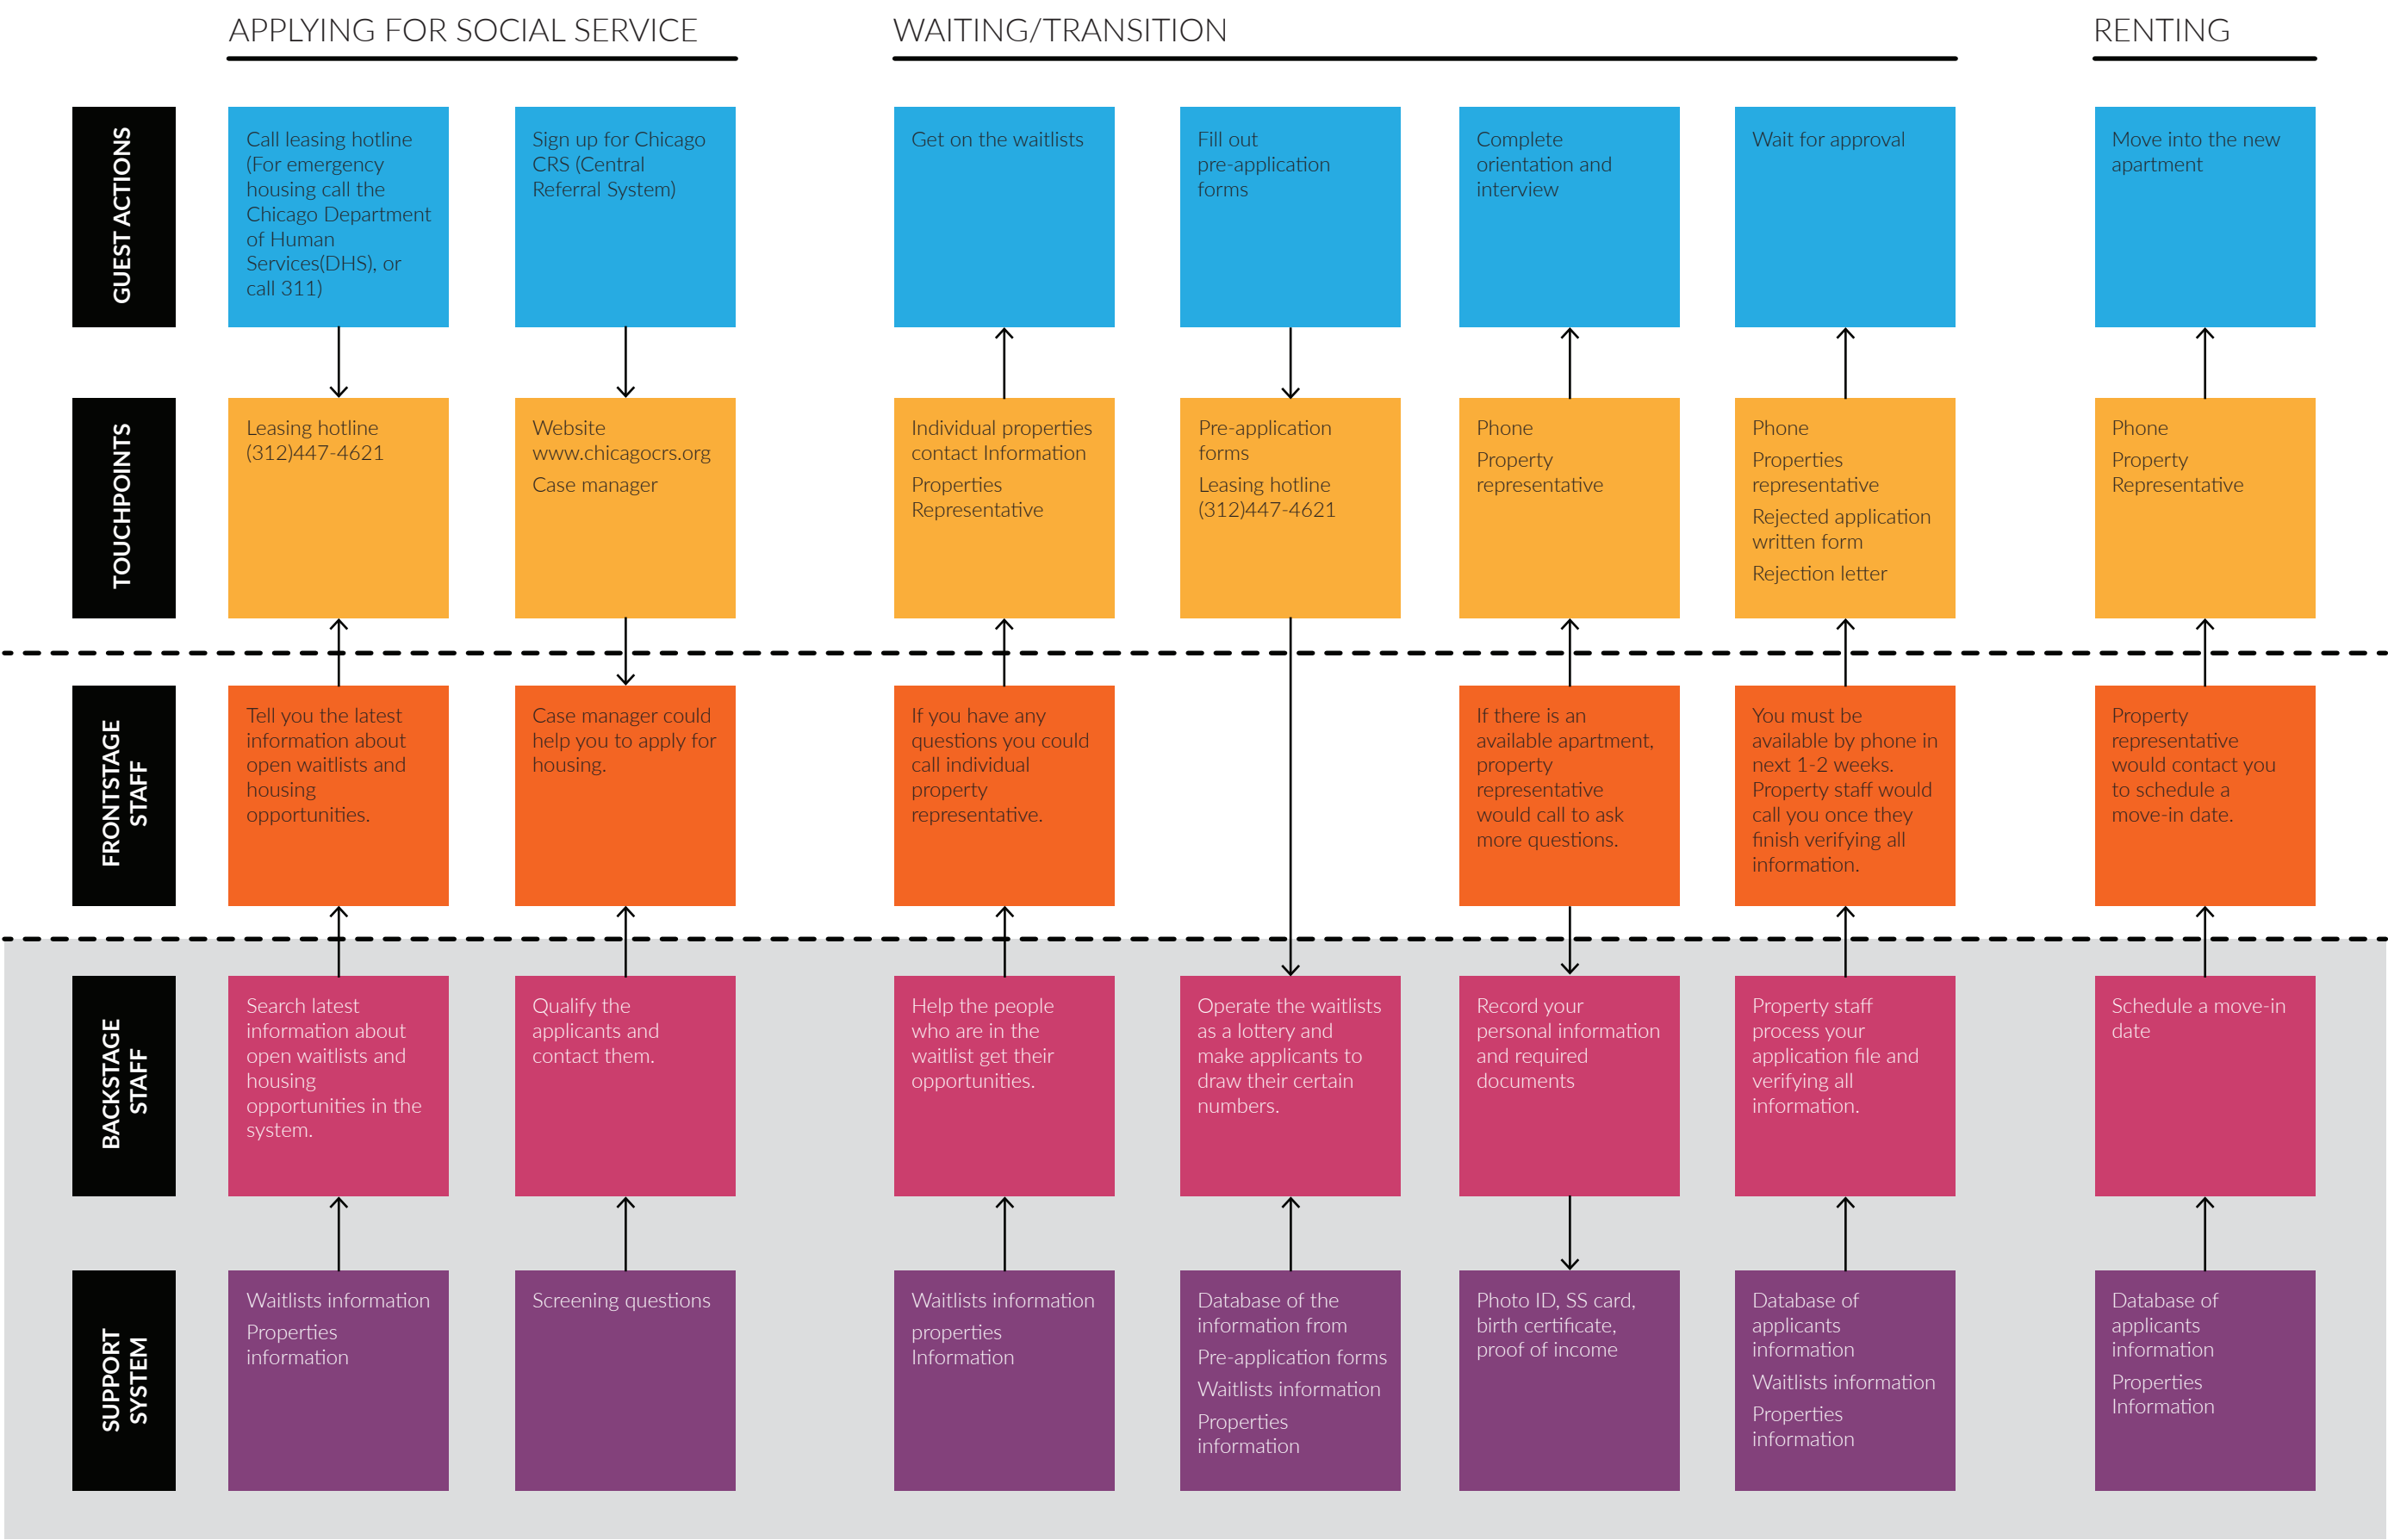 APPLYING FOR SOCIAL SERVICE
WAITING/TRANSITION
RENTING
GUEST ACTIONS
Call leasing hotline
(For emergency
housing call the
Chicago Department
of Human
Services(DHS), or
call 311)
Sign up for Chicago
CRS (Central
Referral System)
Get on the waitlists
Fill out
pre-application
forms
Complete
orientation and
interview
Wait for approval
Move into the new
apartment
TOUCHPOINTS
Leasing hotline
(312)447-4621
Website
www.chicagocrs.org
Case manager
Individual properties
contact Information
Properties
Representative
Pre-application
forms
Leasing hotline
(312)447-4621
Phone
Property
representative
Phone
Properties
representative
Rejected application
written form
Rejection letter
Phone
Property
Representative
FRONTSTAGE
STAFF
Tell you the latest
information about
open waitlists and
housing
opportunities.
Case manager could
help you to apply for
housing.
If you have any
questions you could
call individual
property
representative.
If there is an
available apartment,
property
representative
would call to ask
more questions.
You must be
available by phone in
next 1-2 weeks.
Property staff would
call you once they
finish verifying all
information.
Property
representative
would contact you
to schedule a
move-in date.
BACKSTAGE
STAFF
Search latest
information about
open waitlists and
housing
opportunities in the
system.
Qualify the
applicants and
contact them.
Help the people
who are in the
waitlist get their
opportunities.
Operate the waitlists
as a lottery and
make applicants to
draw their certain
numbers.
Record your
personal information
and required
documents
Property staff
process your
application file and
verifying all
information.
Schedule a move-in
date
SUPPORT
SYSTEM
Waitlists information
Properties
information
Screening questions
Waitlists information
properties
Information
Database of the
information from
Pre-application forms
Waitlists information
Properties
information
Photo ID, SS card,
birth certificate,
proof of income
Database of
applicants
information
Waitlists information
Properties
information
Database of
applicants
information
Properties
Information